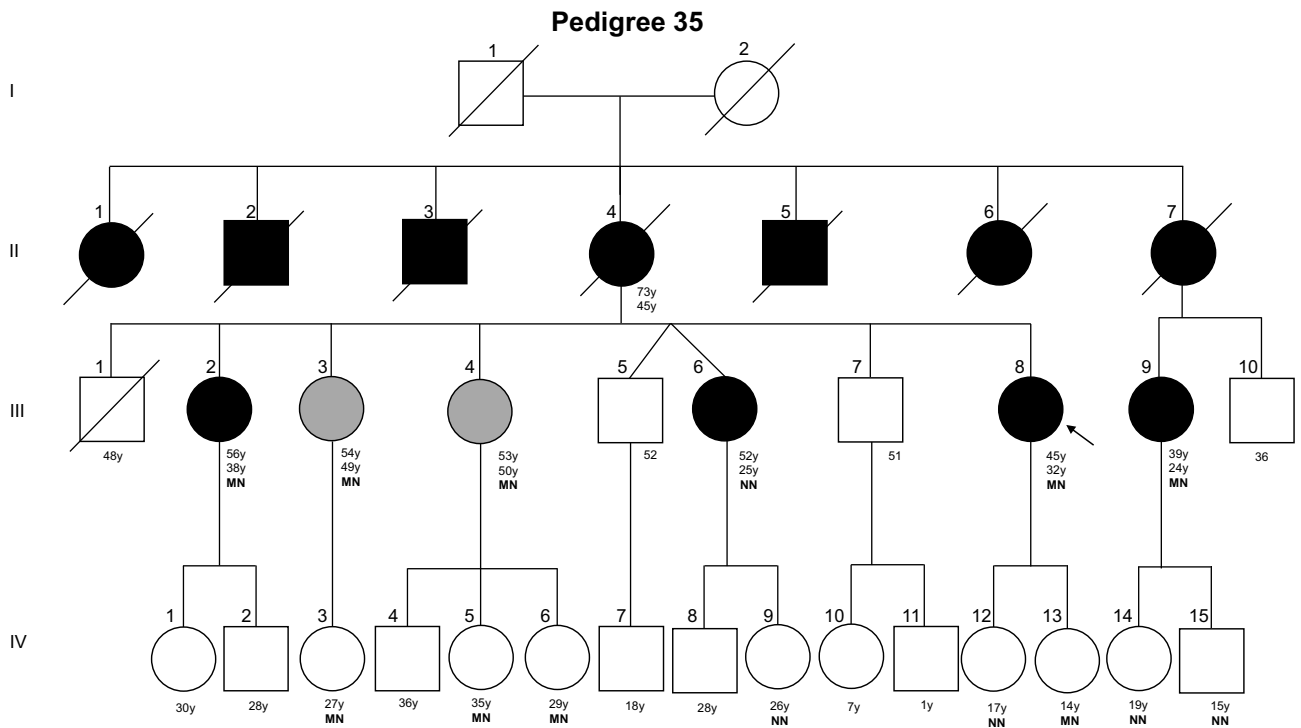 Pedigree 35
I
1
2
II
1
2
3
4
5
6
7
73y
45y
III
1
2
3
4
5
6
7
8
9
10
48y
56y
38y
MN
54y
49y
MN
53y
50y
MN
52
52y
25y
NN
51
45y
32y
MN
39y
24y
MN
36
IV
1
2
3
4
5
6
7
8
9
10
11
12
13
14
15
30y
28y
27y
MN
36y
35y
MN
29y
MN
18y
28y
26y
NN
7y
1y
17y
NN
14y
MN
19y
NN
15y
NN